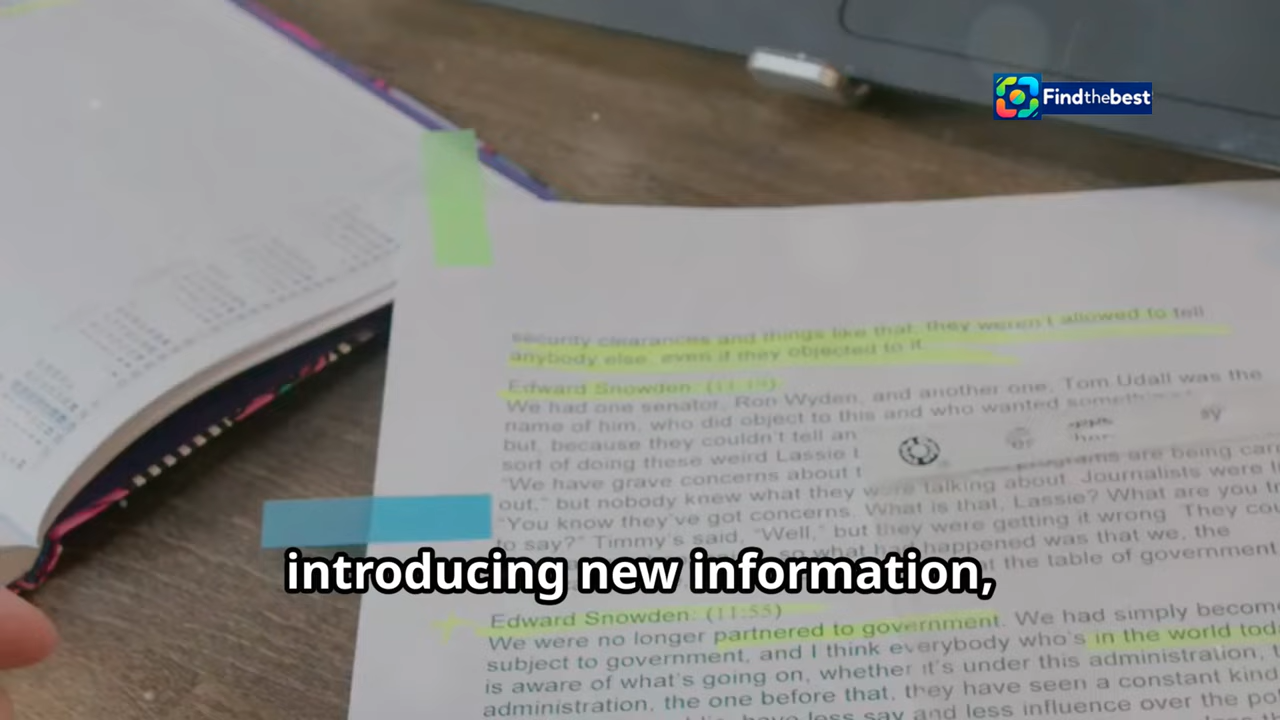 Findthebest
security clearances and things like that, they weren't allowed to tell
anybody else, even if they objected to it.
Edward Snowden: (11:19)
We had one senator, Ron Wyden, and another one, Tom Udall was the
name of him, who did object to this and who wanted
but, because they couldn't tell an
sort of doing these weird Lassie
"We have grave concerns about programs are being
out," but nobody knew what they were talking about. Journalists were
"You know they've got concerns. What is that, Lassie? What are you
to say?" Timmy's said, "Well," but they were getting it wrong. They
so what had happened was that we, the
the table of government
introducing new information,
Edward Snowden: (11:55)
We were no longer partnered to government. We had simply become
subject to government, and I think everybody who's in the world
is aware of what's going on, whether it's under this administration,
administration, the one before that, they have seen a constant kind
have less say and less influence over the